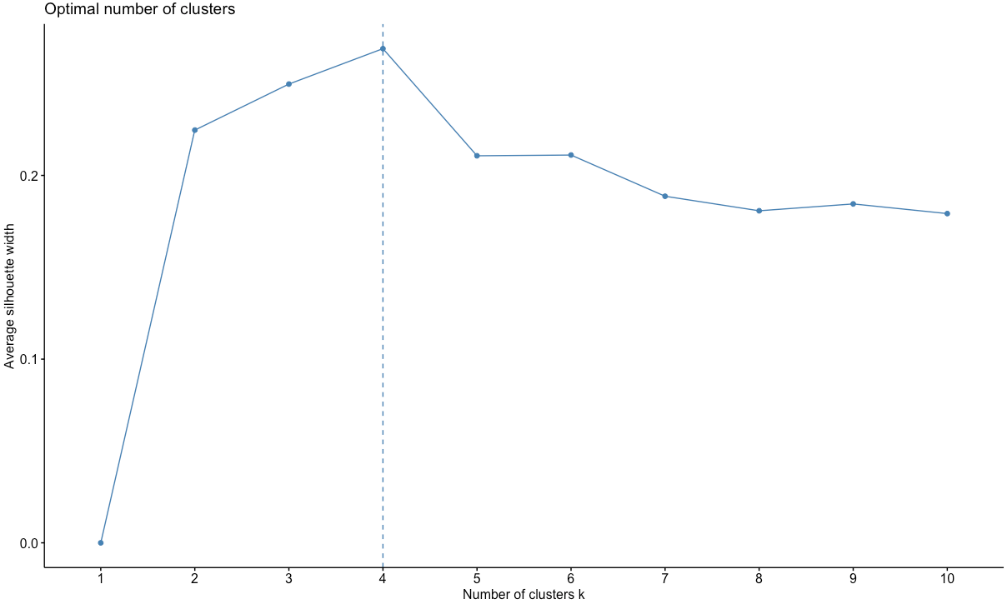 Optimal number of clusters
Average silhouette width
0.2
0.1
0.0
1 2 3 4 5 6 7 8 9 10
Number of clusters k